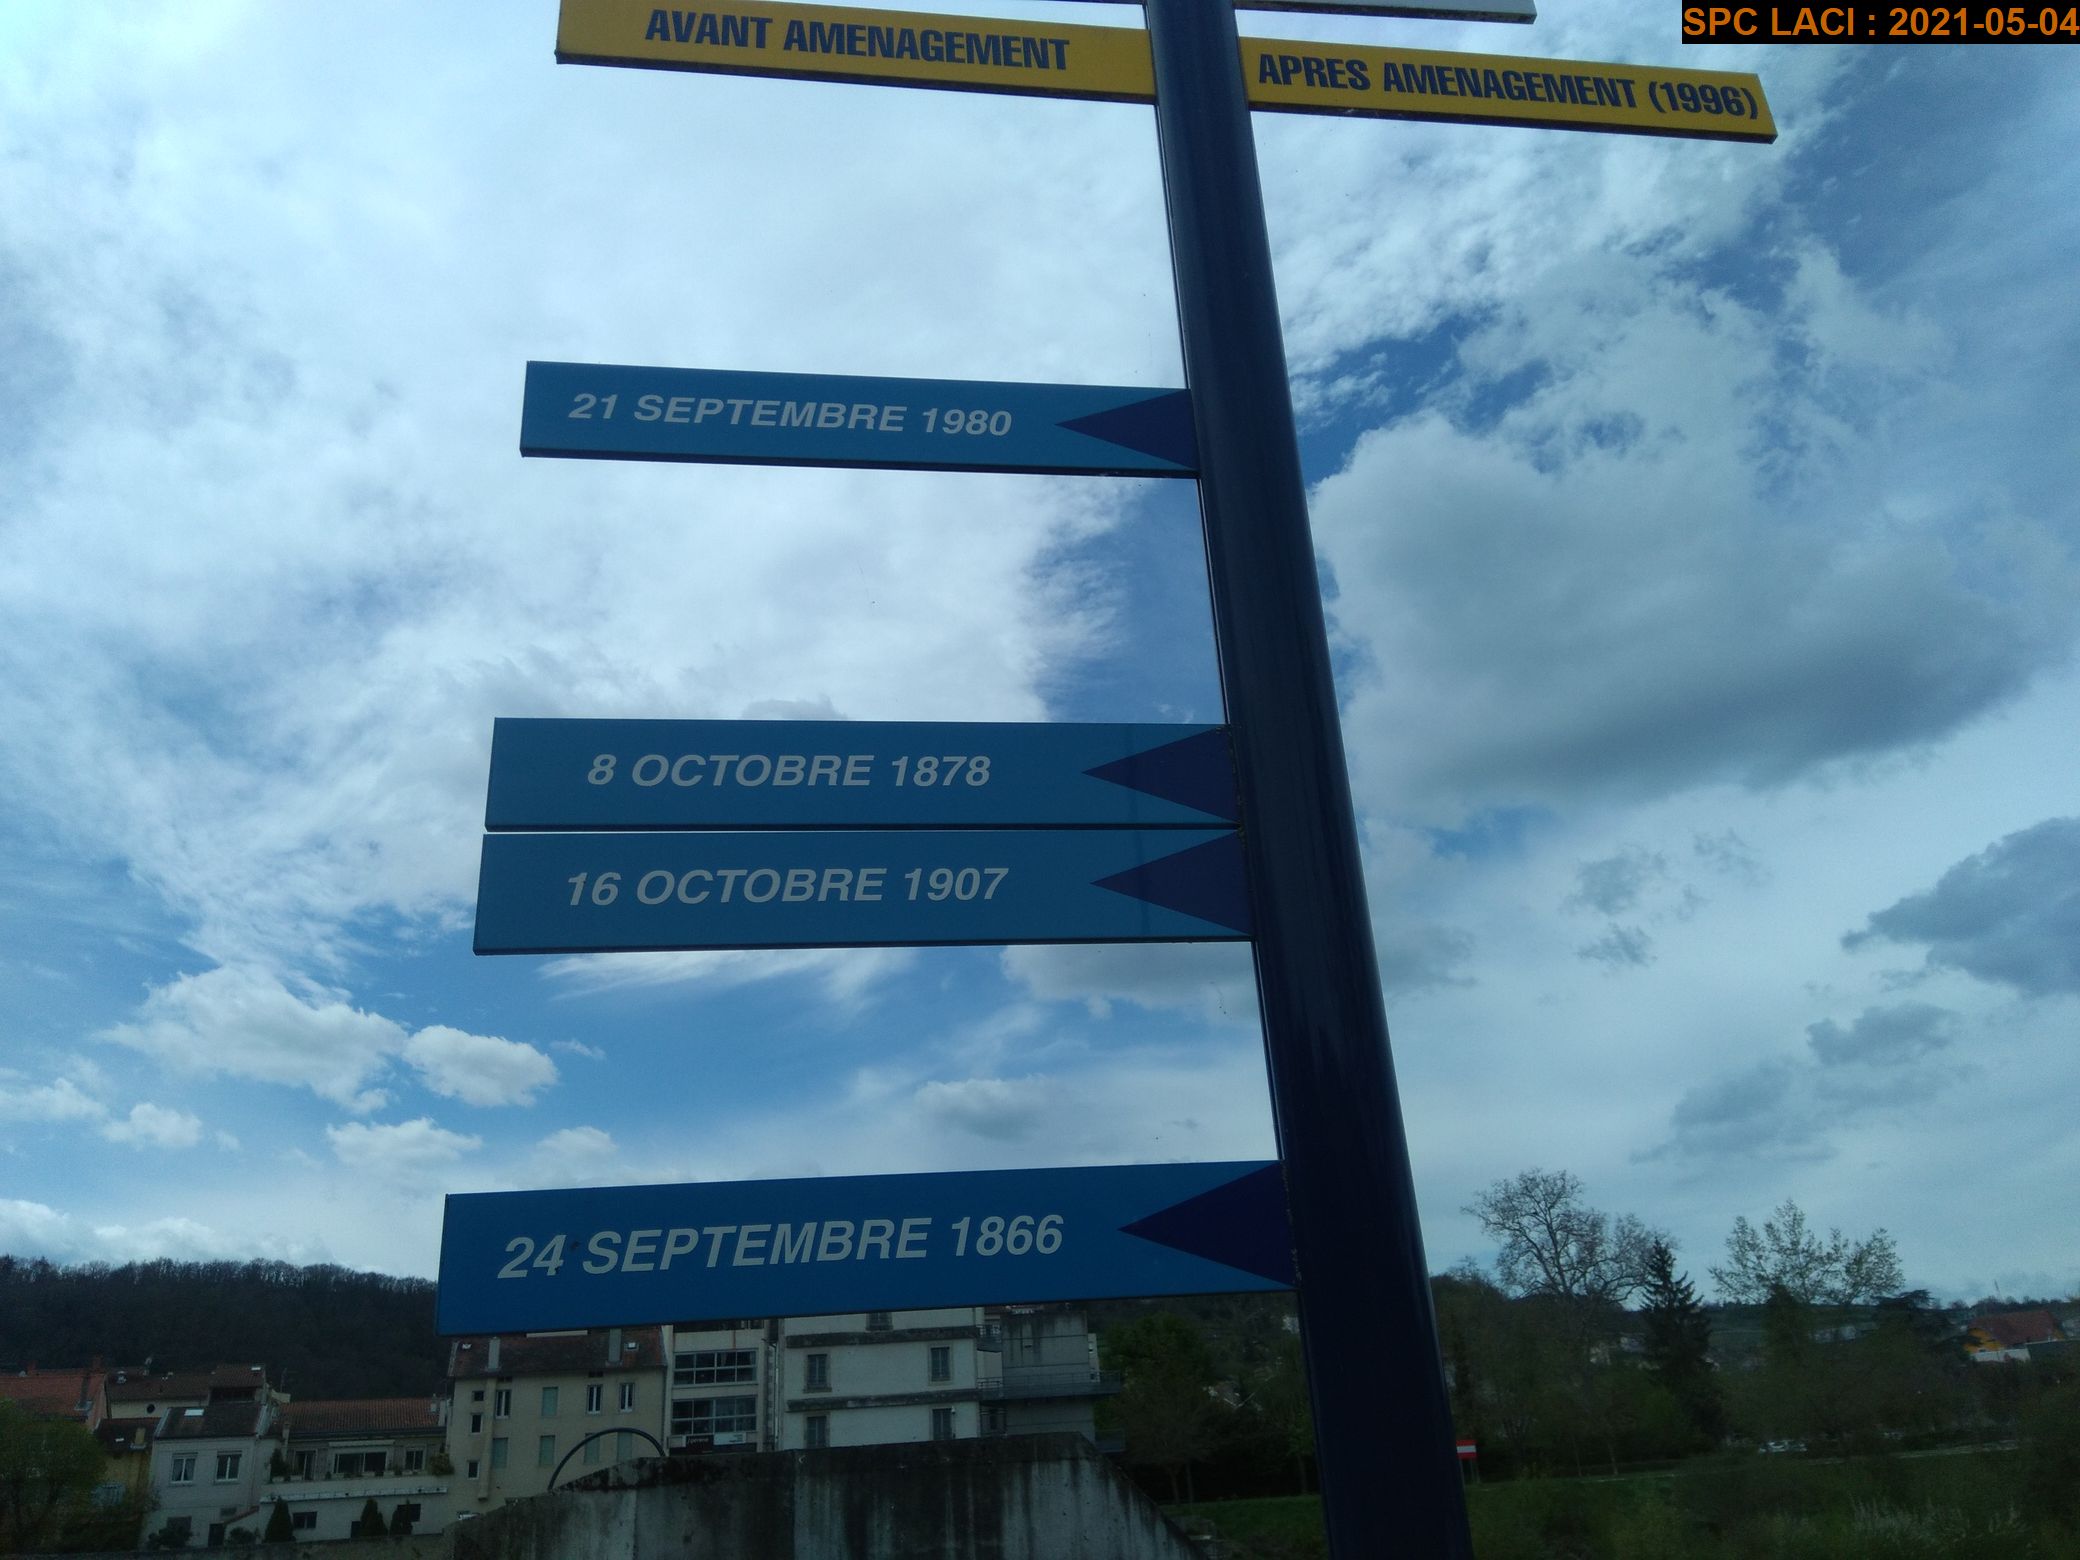 SPC LACI : 2021-05-04
AVANT AMENAGEMENT
APRES AMENAGEMENT (1996)
21 SEPTEMBRE 1980
8 OCTOBRE 1878
16 OCTOBRE 1907
24 SEPTEMBRE 1866